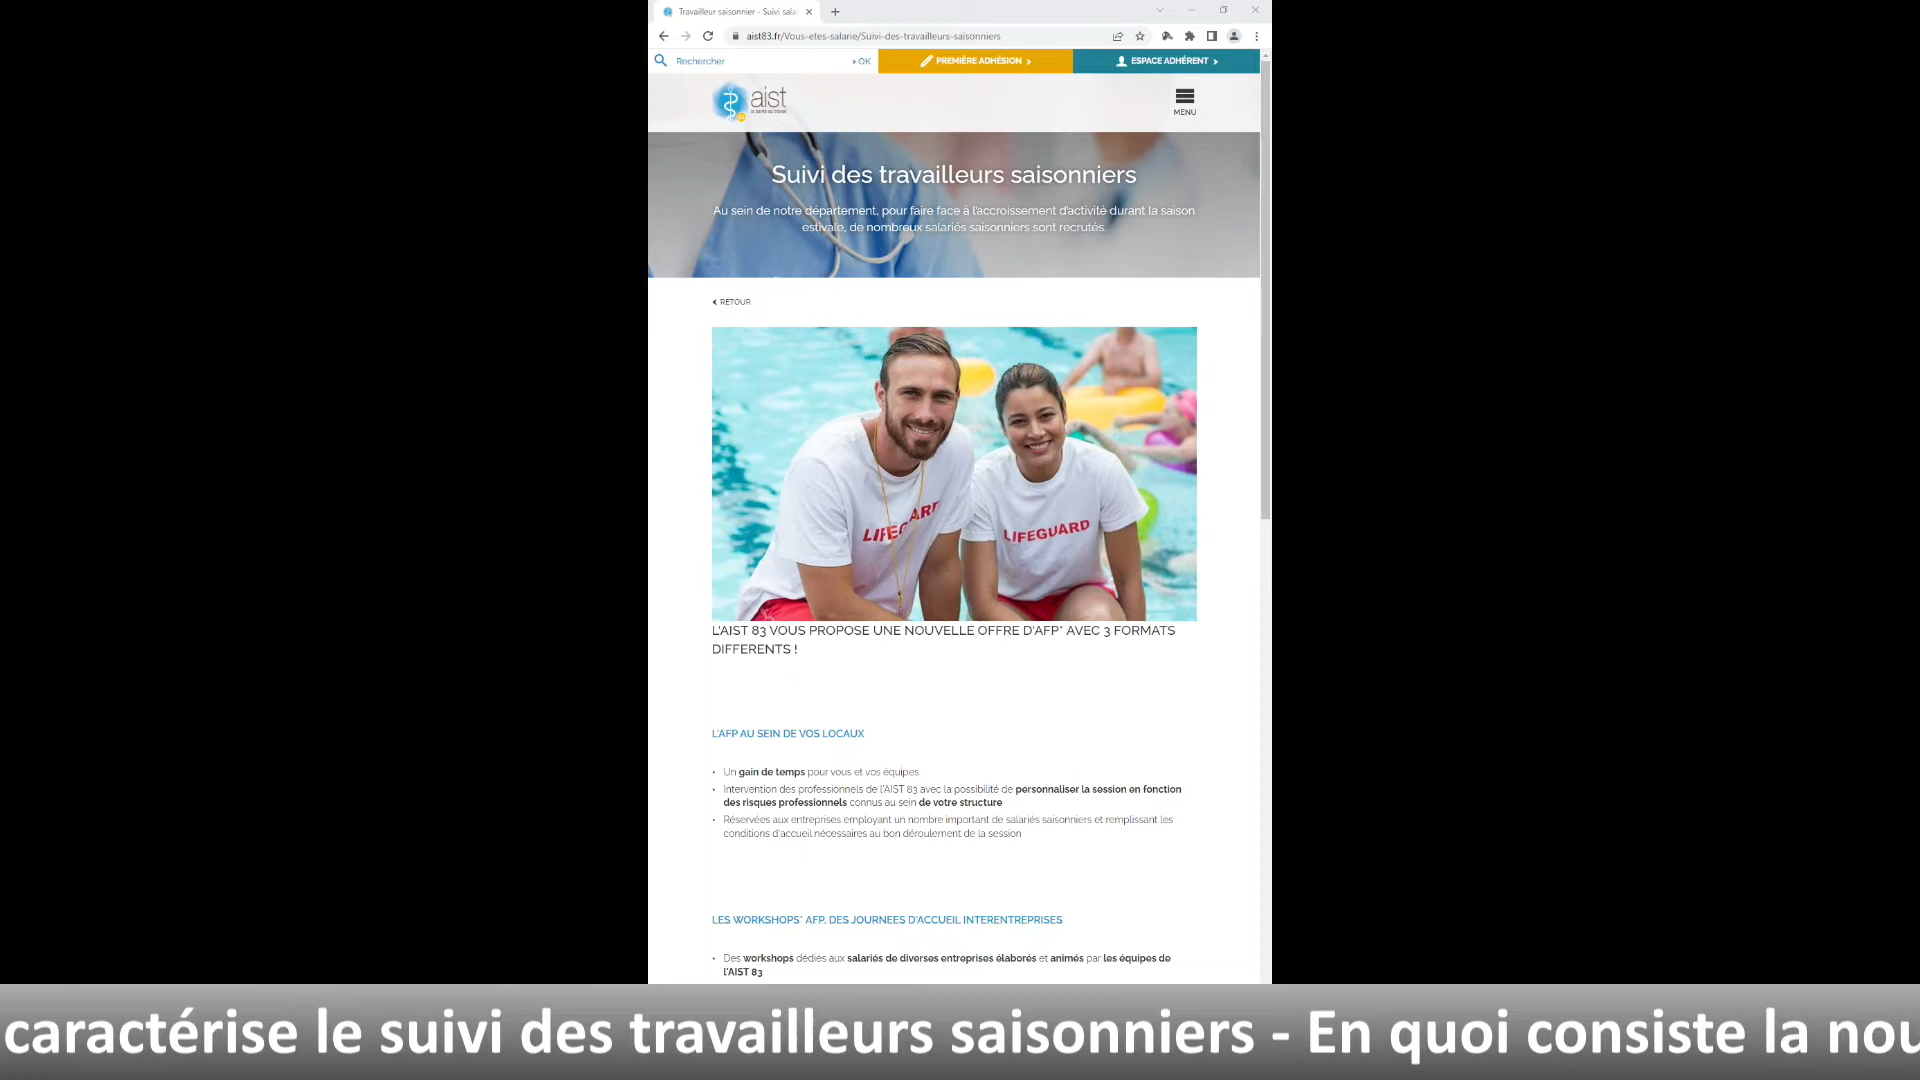 Travailleur saisonnier - Suivi sala
aist83.fr/Vous-etes-salarie/Suivi-des-travailleurs-saisonniers
Rechercher
OK
PREMIÈRE ADHÉSION
ESPACE ADHÉRENT
aist
la santé au travail
83
MENU
Suivi des travailleurs saisonniers
Au sein de notre département, pour faire face à l'accroissement d'activité durant la saison
estivale, de nombreux salariés saisonniers sont recrutés.
RETOUR
LIFEGUARD
LIFEGUARD
L'AIST 83 VOUS PROPOSE UNE NOUVELLE OFFRE D'AFP* AVEC 3 FORMATS
DIFFERENTS !
L'AFP AU SEIN DE VOS LOCAUX
• Un gain de temps pour vous et vos équipes
• Intervention des professionnels de l'AIST 83 avec la possibilité de personnaliser la session en fonction
des risques professionnels connus au sein de votre structure
• Réservées aux entreprises employant un nombre important de salariés saisonniers et remplissant les
conditions d'accueil nécessaires au bon déroulement de la session
LES WORKSHOPS* AFP, DES JOURNEES D'ACCUEIL INTERENTREPRISES
• Des workshops dédiés aux salariés de diverses entreprises élaborés et animés par les équipes de
l'AIST 83
caractérise le suivi des travailleurs saisonniers - En quoi consiste la nou